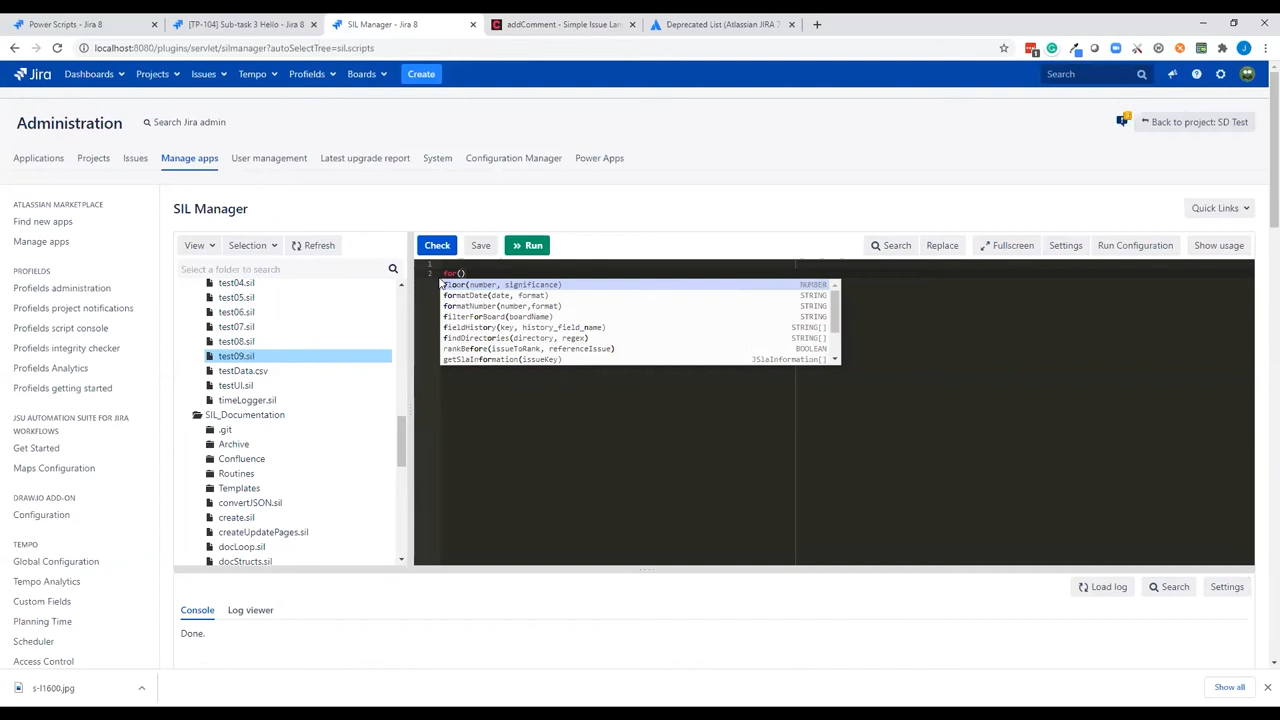 Power Scripts - Jira 8
[TP-104] Sub-task 3 Hello - Jira 8
SIL Manager - Jira 8
addComment - Simple Issue Lan
Deprecated List (Atlassian JIRA 7
localhost:8080/plugins/servlet/silmanager?autoSelectTree=sil.scripts
Jira
Dashboards
Projects
Issues
Tempo
Profields
Boards
Create
Search
Administration
Search Jira admin
Back to project: SD Test
Applications
Projects
Issues
Manage apps
User management
Latest upgrade report
System
Configuration Manager
Power Apps
ATLASSIAN MARKETPLACE
Find new apps
Manage apps
PROFIELDS
Profields administration
Project notifications
Profields script console
Profields integrity checker
Profields Analytics
Profields getting started
JSU AUTOMATION SUITE FOR JIRA
WORKFLOWS
Get Started
Maps Configuration
DRAW.IO ADD-ON
Configuration
TEMPO
Global Configuration
Tempo Analytics
Custom Fields
Planning Time
Scheduler
Access Control
SIL Manager
Quick Links
View
Selection
Refresh
Select a folder to search
test04.sil
test05.sil
test06.sil
test07.sil
test08.sil
test09.sil
testData.csv
testUI.sil
timeLogger.sil
SIL_Documentation
.git
Archive
Confluence
Routines
Templates
convertJSON.sil
create.sil
createUpdatePages.sil
docLoop.sil
docStructs.sil
Check
Save
Run
Search
Replace
Fullscreen
Settings
Run Configuration
Show usage
1
2 for()
floor(number, significance) NUMBER
formatDate(date, format) STRING
formatNumber(number,format) STRING
filterForBoard(boardName) STRING
fieldHistory(key, history_field_name) STRING[]
findDirectories(directory, regex) STRING[]
rankBefore(issueToRank, referenceIssue) BOOLEAN
getSlaInformation(issueKey) JSlaInformation[]
Load log
Search
Settings
Console
Log viewer
Done.
s-l1600.jpg
Show all